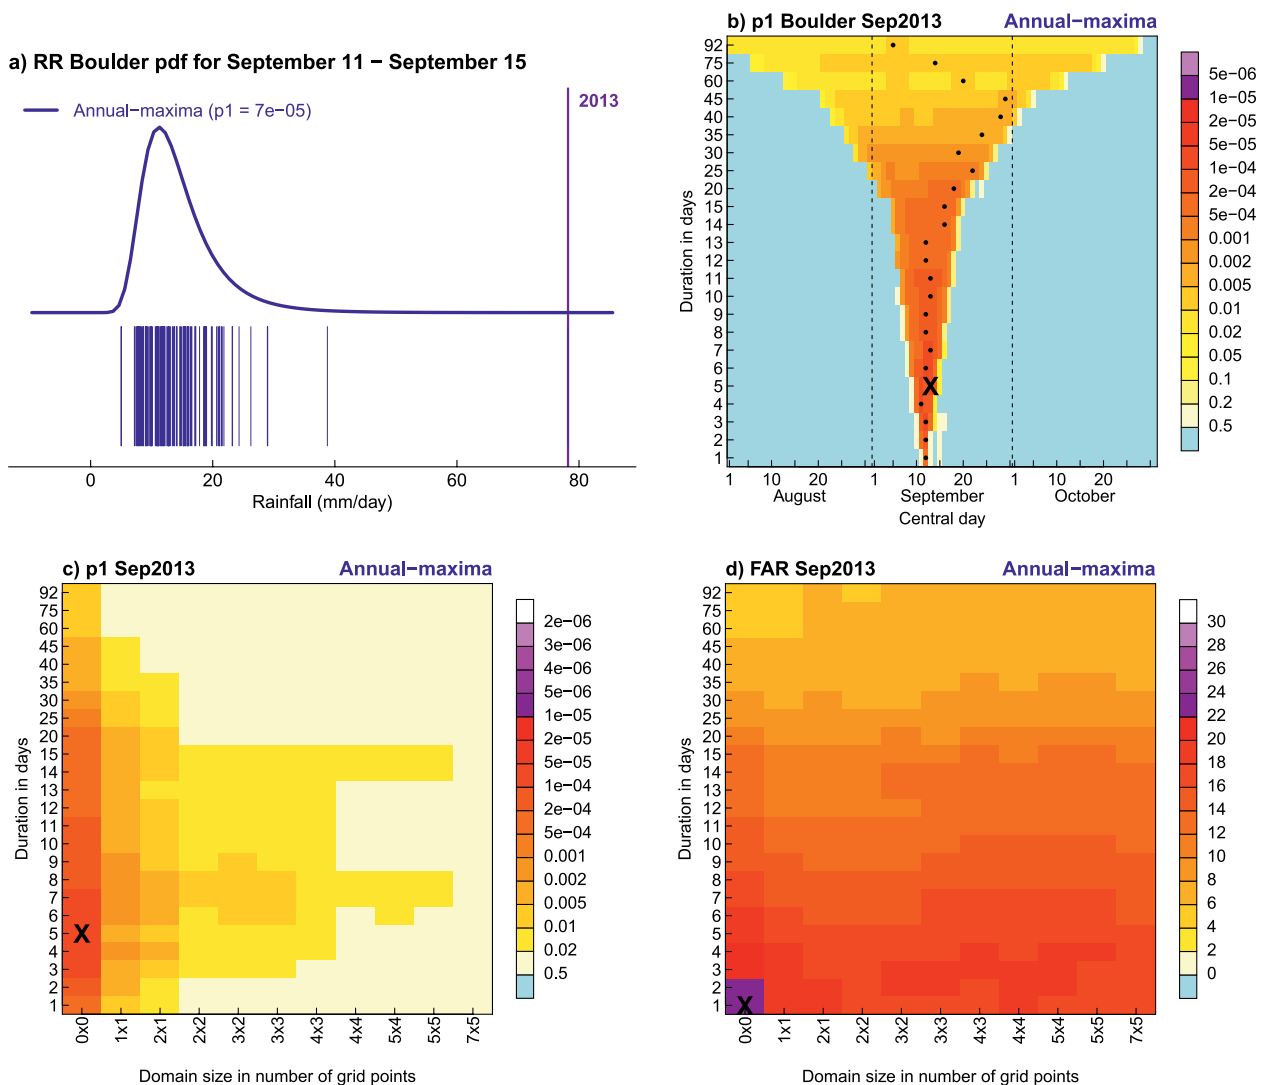 a) RR Boulder pdf for September 11 − September 15
2013
Annual−maxima (p1 = 7e−05)
0 20 40 60 80
Rainfall (mm/day)
b) p1 Boulder Sep2013 Annual−maxima
Duration in days
92
75
60
45
40
35
30
25
20
15
14
13
12
11
10
9
8
7
6
5
4
3
2
1
X
1 10 20 1 10 20 1 10 20
August September October
Central day
5e−06
1e−05
2e−05
5e−05
1e−04
2e−04
5e−04
0.001
0.002
0.005
0.01
0.02
0.05
0.1
0.2
0.5
c) p1 Sep2013 Annual−maxima
Duration in days
92
75
60
45
40
35
30
25
20
15
14
13
12
11
10
9
8
7
6
5
4
3
2
1
X
0x0 1x1 2x1 2x2 3x2 3x3 4x3 4x4 5x4 5x5 7x5
Domain size in number of grid points
2e−06
3e−06
4e−06
5e−06
1e−05
2e−05
5e−05
1e−04
2e−04
5e−04
0.001
0.002
0.005
0.01
0.02
0.5
d) FAR Sep2013 Annual−maxima
Duration in days
92
75
60
45
40
35
30
25
20
15
14
13
12
11
10
9
8
7
6
5
4
3
2
1
X
0x0 1x1 2x1 2x2 3x2 3x3 4x3 4x4 5x4 5x5 7x5
Domain size in number of grid points
30
28
26
24
22
20
18
16
14
12
10
8
6
4
2
0